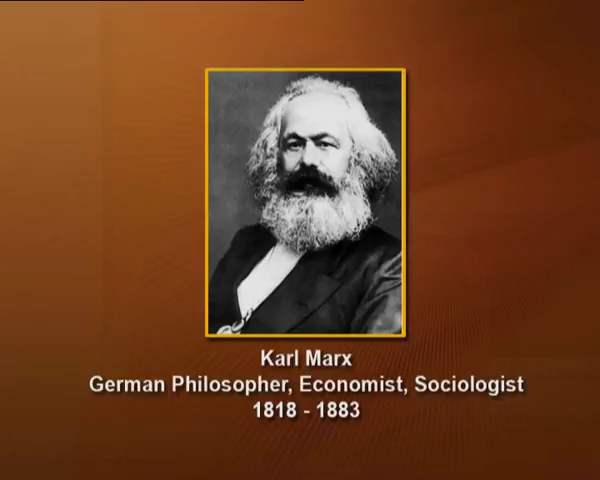 Karl Marx
German Philosopher, Economist, Sociologist
1818 - 1883